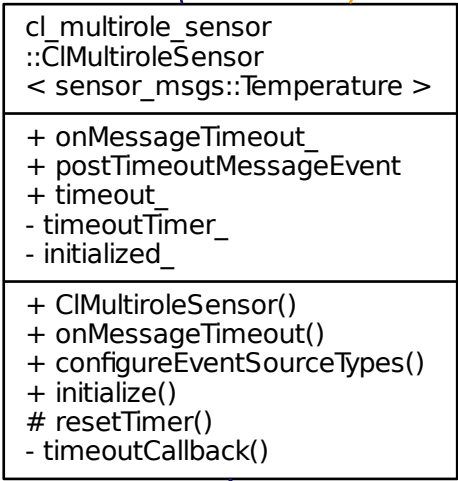 cl_multirole_sensor
::ClMultiroleSensor
< sensor_msgs::Temperature >
+ onMessageTimeout_
+ postTimeoutMessageEvent
+ timeout_
- timeoutTimer_
- initialized_
+ ClMultiroleSensor()
+ onMessageTimeout()
+ configureEventSourceTypes()
+ initialize()
# resetTimer()
- timeoutCallback()